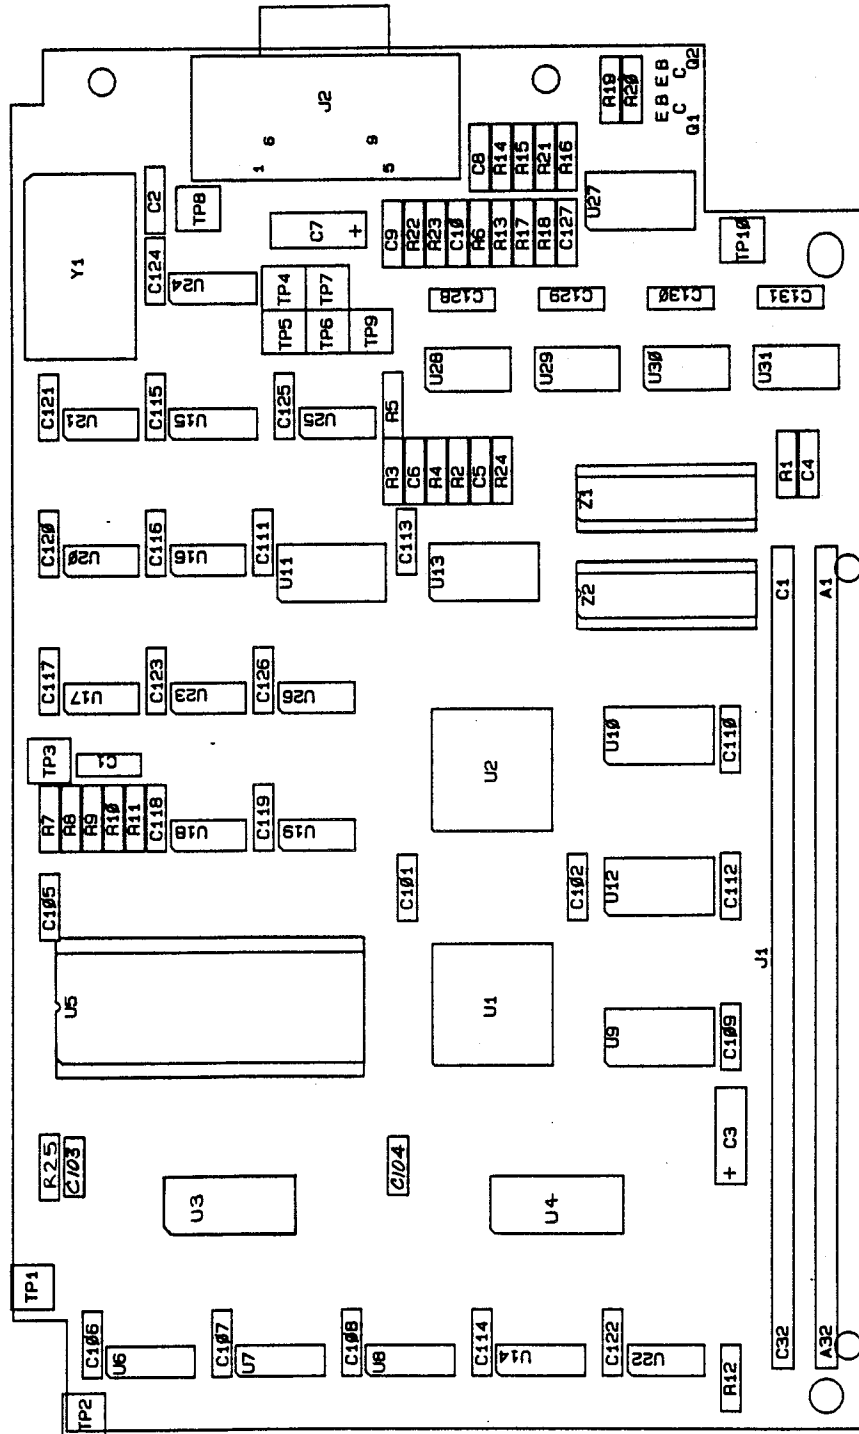 J2
1
6
9
5
R19
R20
E B
C
Q1
E B
C
Q2
C8
R14
R15
R21
R16
U27
Y1
C2
TP8
C7
+
C9
R22
R23
C10
R6
R13
R17
R18
C127
TP10
C124
U24
TP4
TP7
TP5
TP6
TP9
C128
C129
C130
C131
U28
U29
U30
U31
C121
U21
C115
U15
C125
U25
R5
R3
C6
R4
R2
C5
R24
Z1
R1
C4
C120
U20
C116
U16
C111
U11
C113
U13
Z2
C1
A1
C117
U17
C123
U23
C126
U26
TP3
C1
U2
U10
C110
R7
R8
R9
R10
R11
C118
U18
C119
U19
C105
C101
C102
U12
C112
U5
U1
U9
C109
J1
R25
C103
C104
+ C3
U3
U4
TP1
C106
U6
C107
U7
C108
U8
C114
U14
C122
U22
R12
C32
A32
TP2